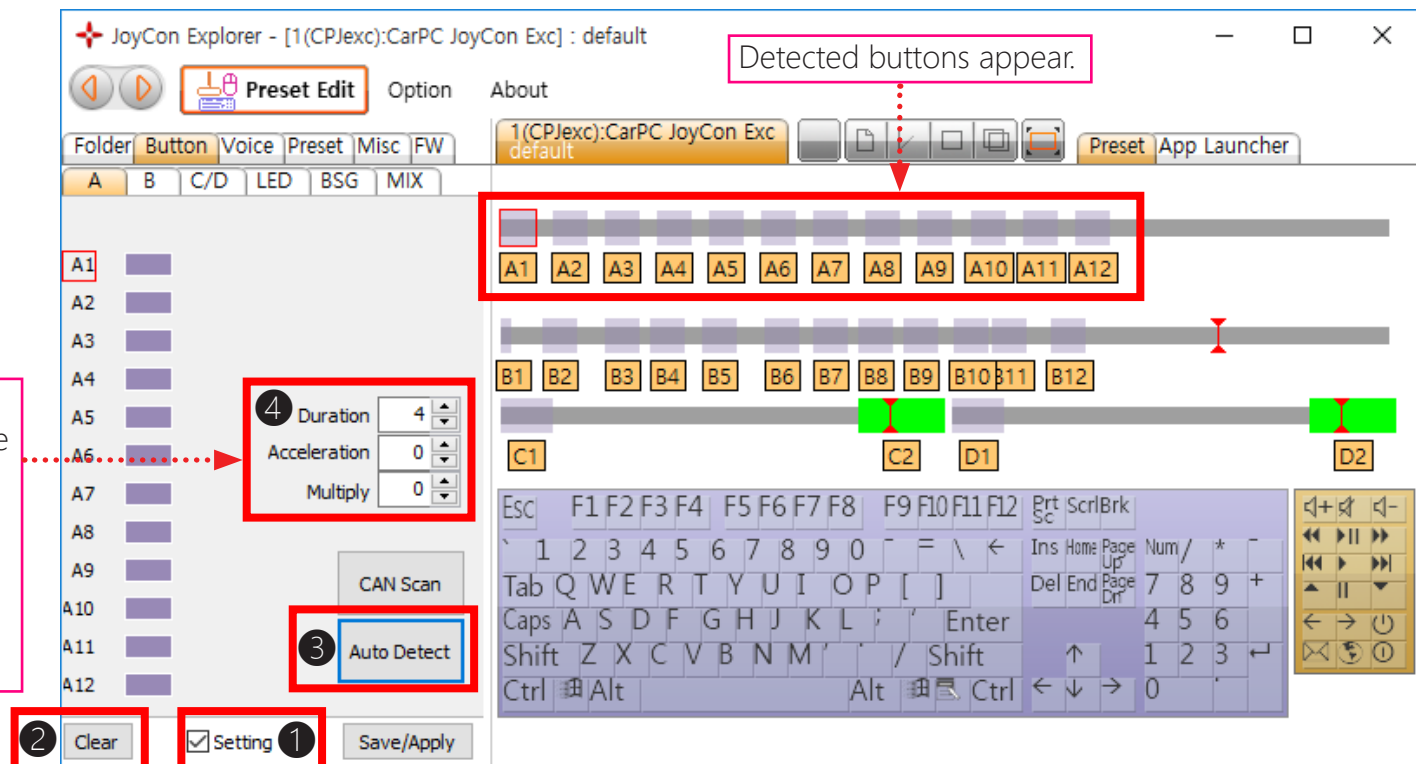 JoyCon Explorer - [1(CPJexc):CarPC JoyCon Exc] : default
Detected buttons appear.
Preset Edit Option About
Folder Button Voice Preset Misc FW
1(CPJexc):CarPC JoyCon Exc
default
Preset App Launcher
A B C/D LED BSG MIX
A1
A2
A3
A4
A5
A6
A7
A8
A9
A10
A11
A12
e
4 Duration 4
Acceleration 0
Multiply 0
CAN Scan
3 Auto Detect
2 Clear
Setting 1
Save/Apply
A1 A2 A3 A4 A5 A6 A7 A8 A9 A10 A11 A12
B1 B2 B3 B4 B5 B6 B7 B8 B9 B10 B11 B12
C1 C2 D1 D2
Esc F1 F2 F3 F4 F5 F6 F7 F8 F9 F10 F11 F12 Prt Sc Scrl Brk
` 1 2 3 4 5 6 7 8 9 0 - = \ ← Ins Home Page Up Num / * -
Tab Q W E R T Y U I O P [ ] Del End Page Dn 7 8 9 +
Caps A S D F G H J K L ; ' Enter 4 5 6
Shift Z X C V B N M / Shift ↑ 1 2 3 ↵
Ctrl Alt Alt Ctrl ← ↓ → 0 .